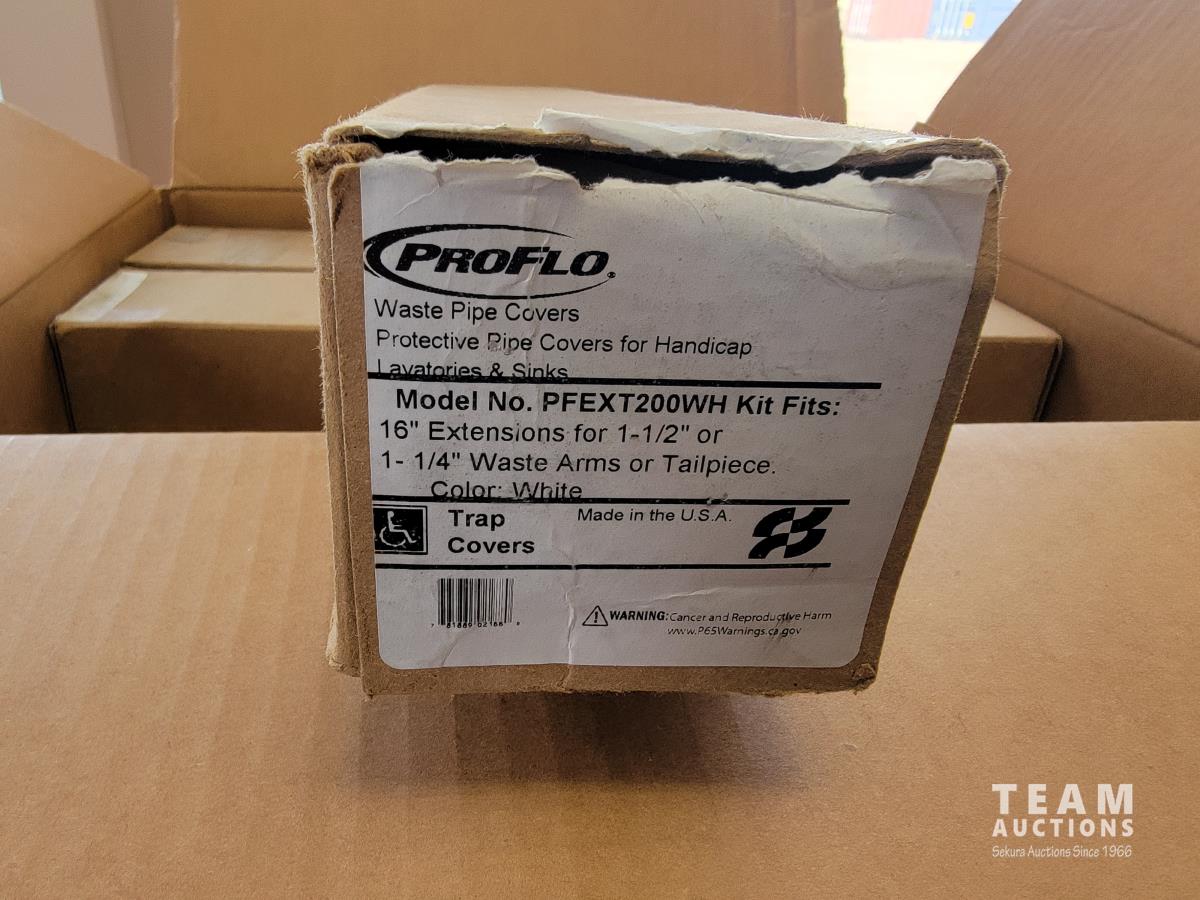 PROFLO®
Waste Pipe Covers
Protective Pipe Covers for Handicap
Lavatories & Sinks
Model No. PFEXT200WH Kit Fits:
16" Extensions for 1-1/2" or
1- 1/4" Waste Arms or Tailpiece.
Color: White
Trap
Covers
Made in the U.S.A.
WARNING: Cancer and Reproductive Harm
www.P65Warnings.ca.gov
TEAM
AUCTIONS
Sekura Auctions Since 1966